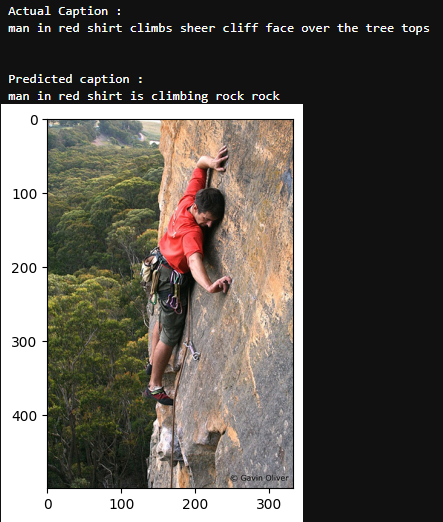 Actual Caption :
man in red shirt climbs sheer cliff face over the tree tops
Predicted caption :
man in red shirt is climbing rock rock
0
100
200
300
400
© Gavin Oliver
0 100 200 300